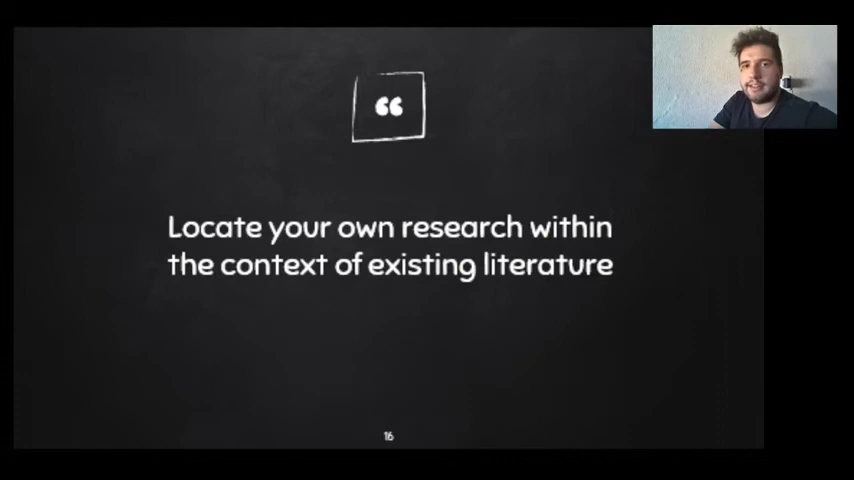 “
Locate your own research within
the context of existing literature
16